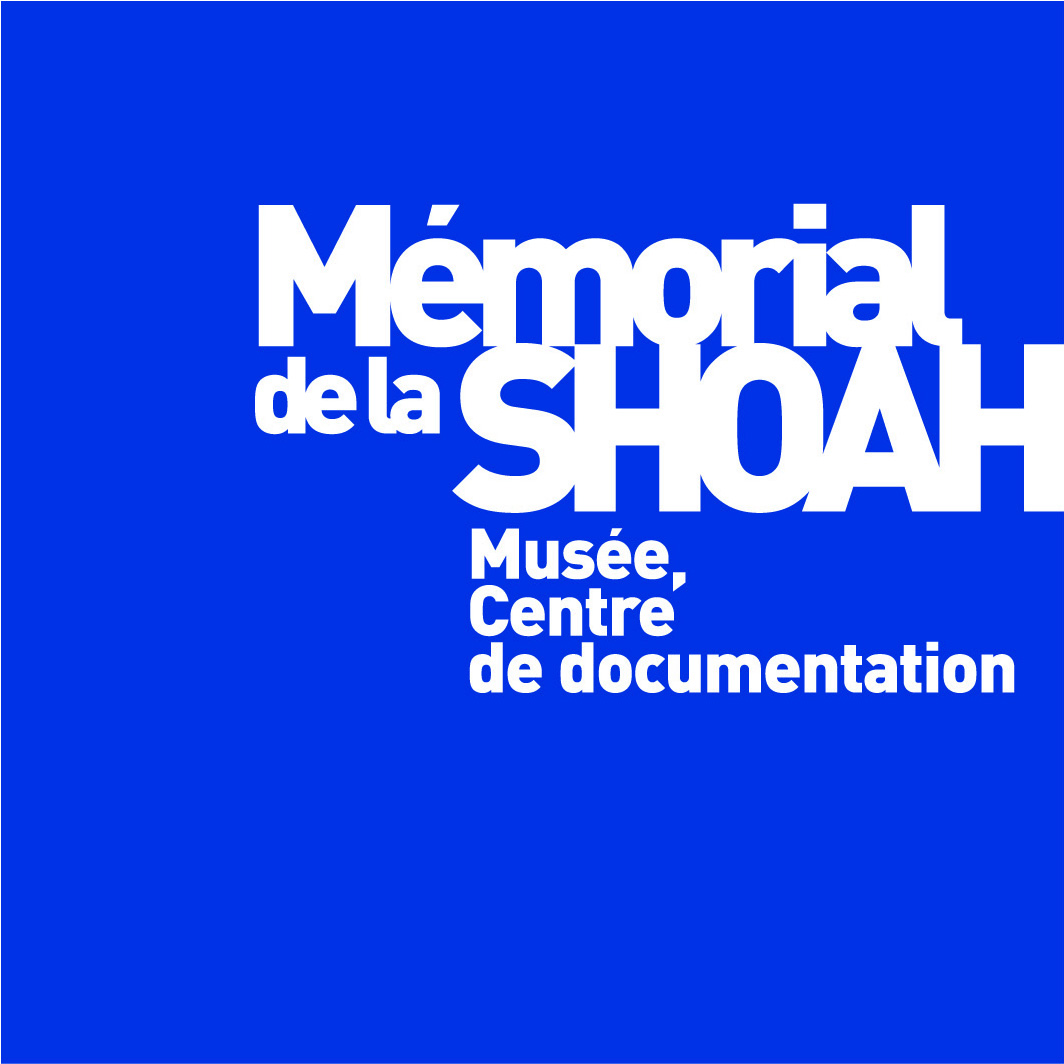 Mémorial
de la SHOAH
Musée,
Centre
de documentation